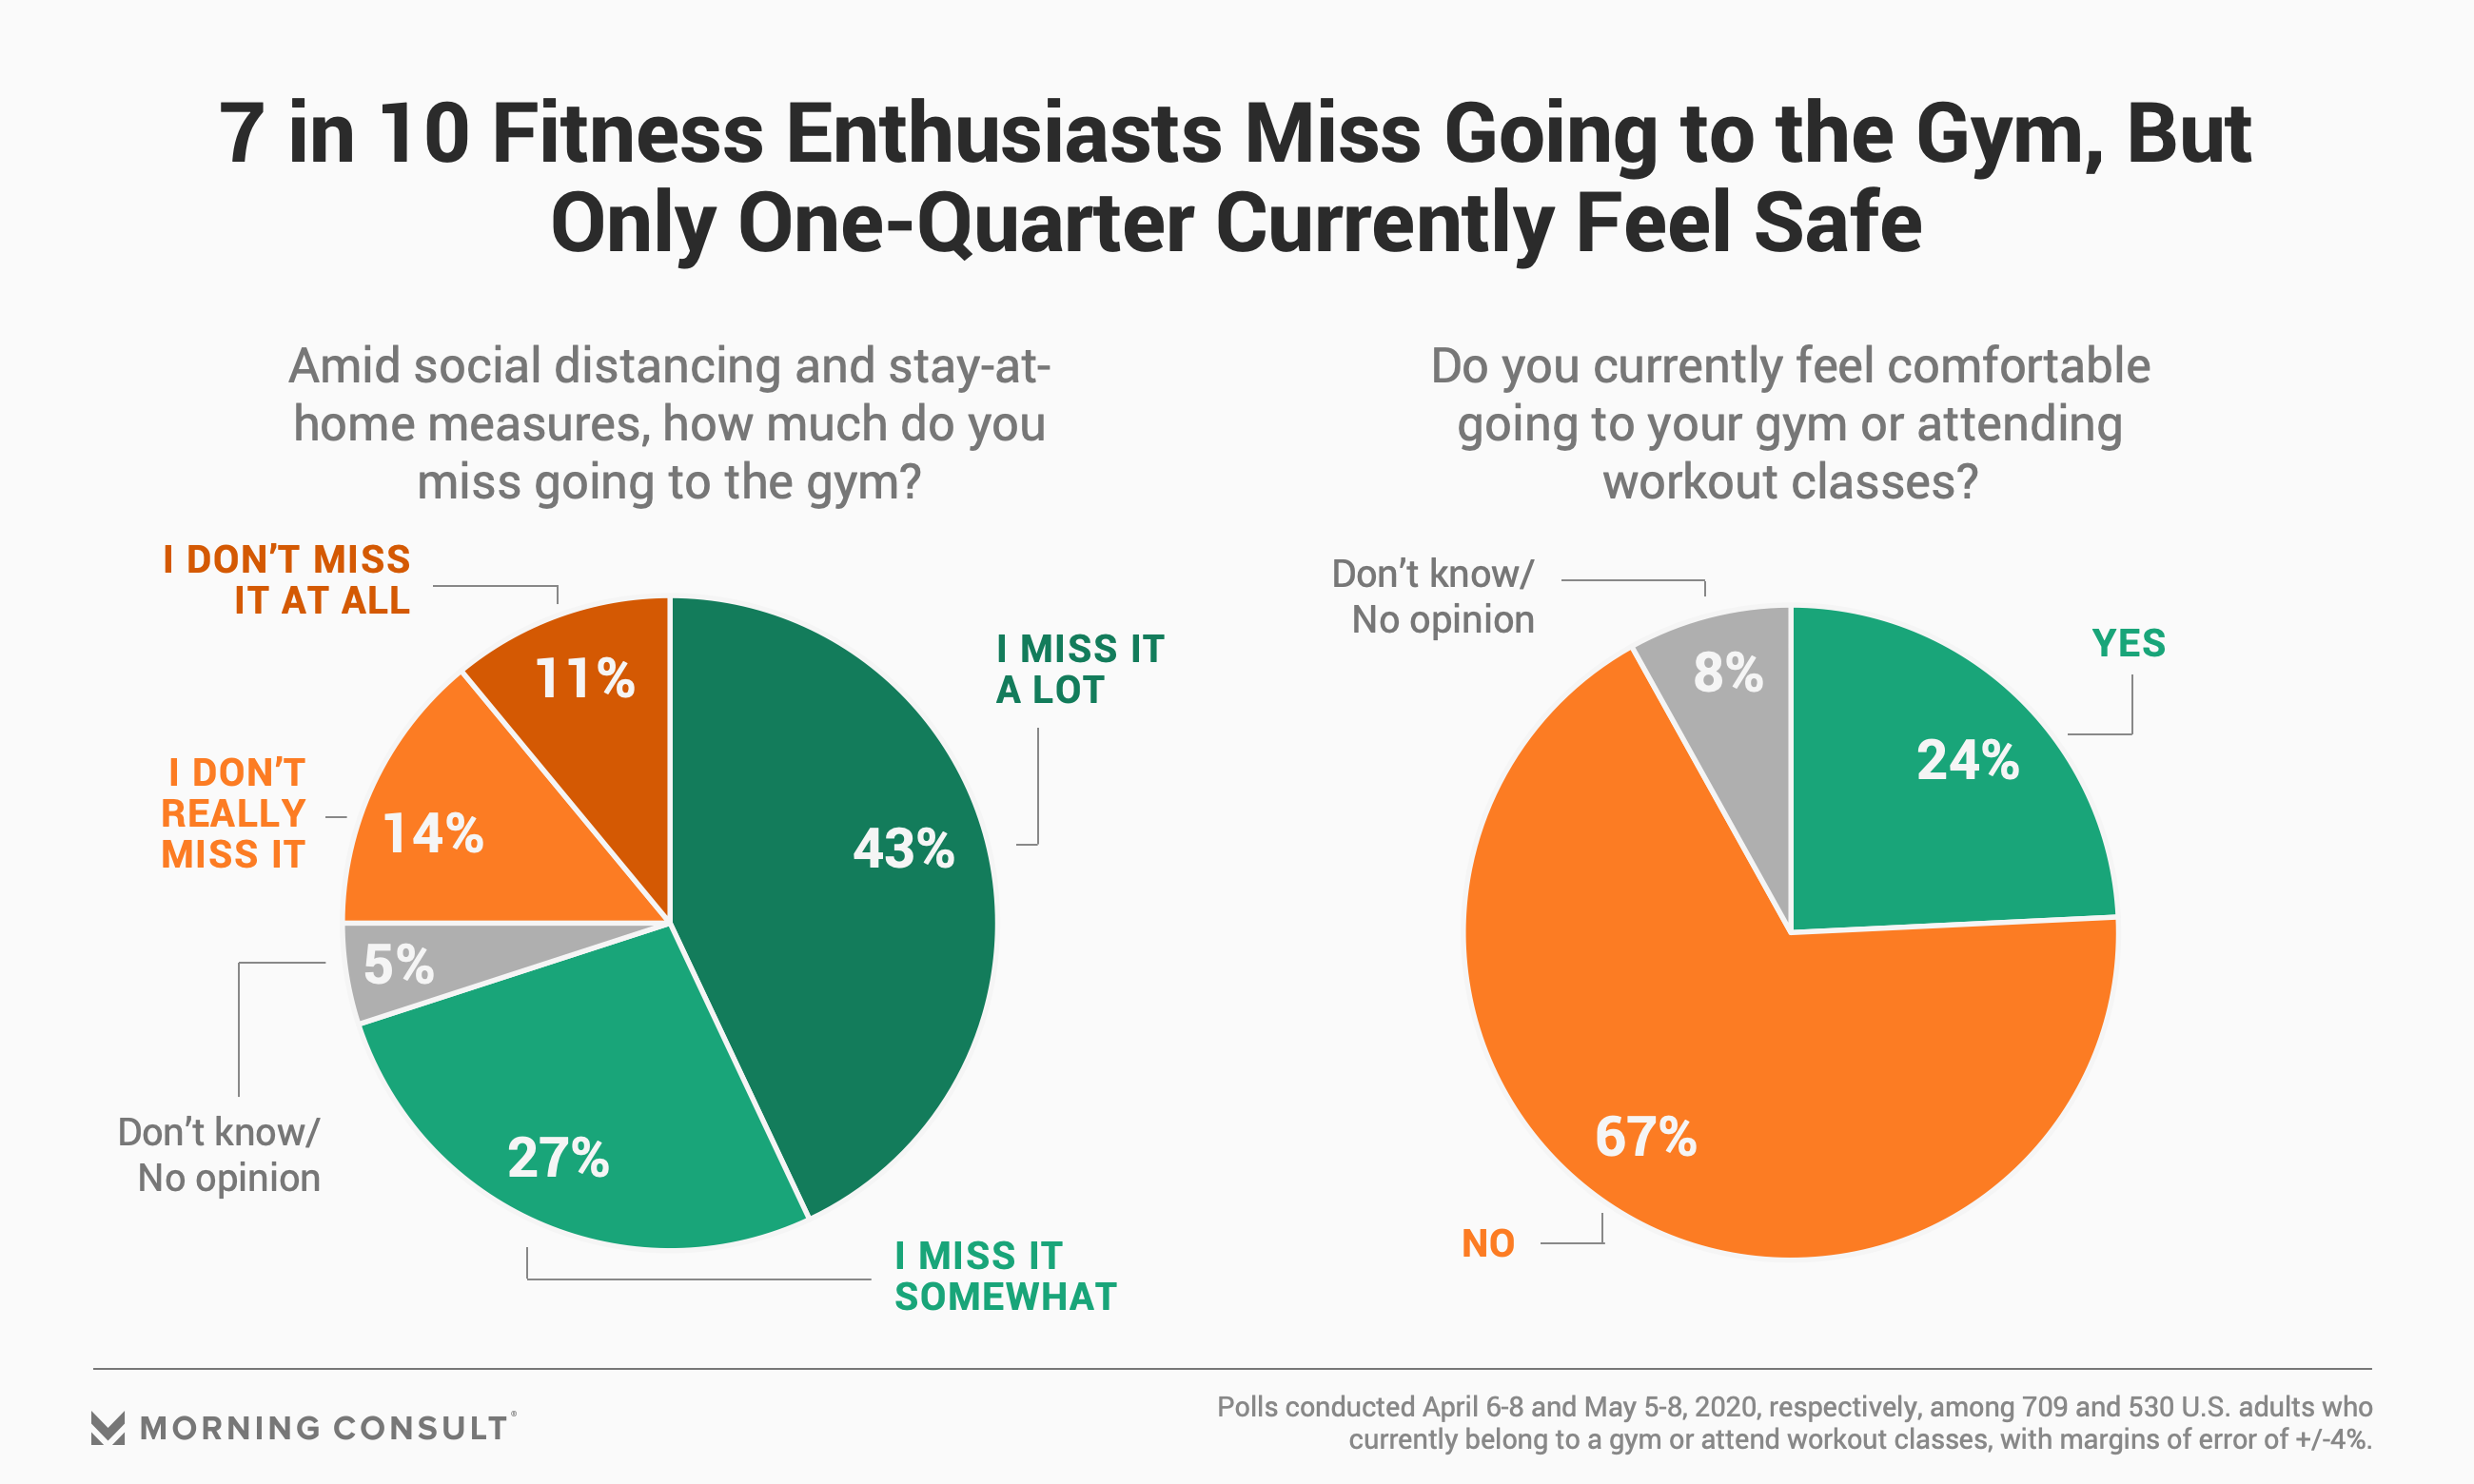 7 in 10 Fitness Enthusiasts Miss Going to the Gym, But
Only One-Quarter Currently Feel Safe
Amid social distancing and stay-at-
home measures, how much do you
miss going to the gym?
I DON’T MISS
IT AT ALL
11%
I MISS IT
A LOT
43%
I DON’T
REALLY
MISS IT
14%
5%
Don’t know/
No opinion
27%
I MISS IT
SOMEWHAT
Do you currently feel comfortable
going to your gym or attending
workout classes?
Don’t know/
No opinion
8%
YES
24%
67%
NO
MORNING CONSULT®
Polls conducted April 6-8 and May 5-8, 2020, respectively, among 709 and 530 U.S. adults who
currently belong to a gym or attend workout classes, with margins of error of +/-4%.